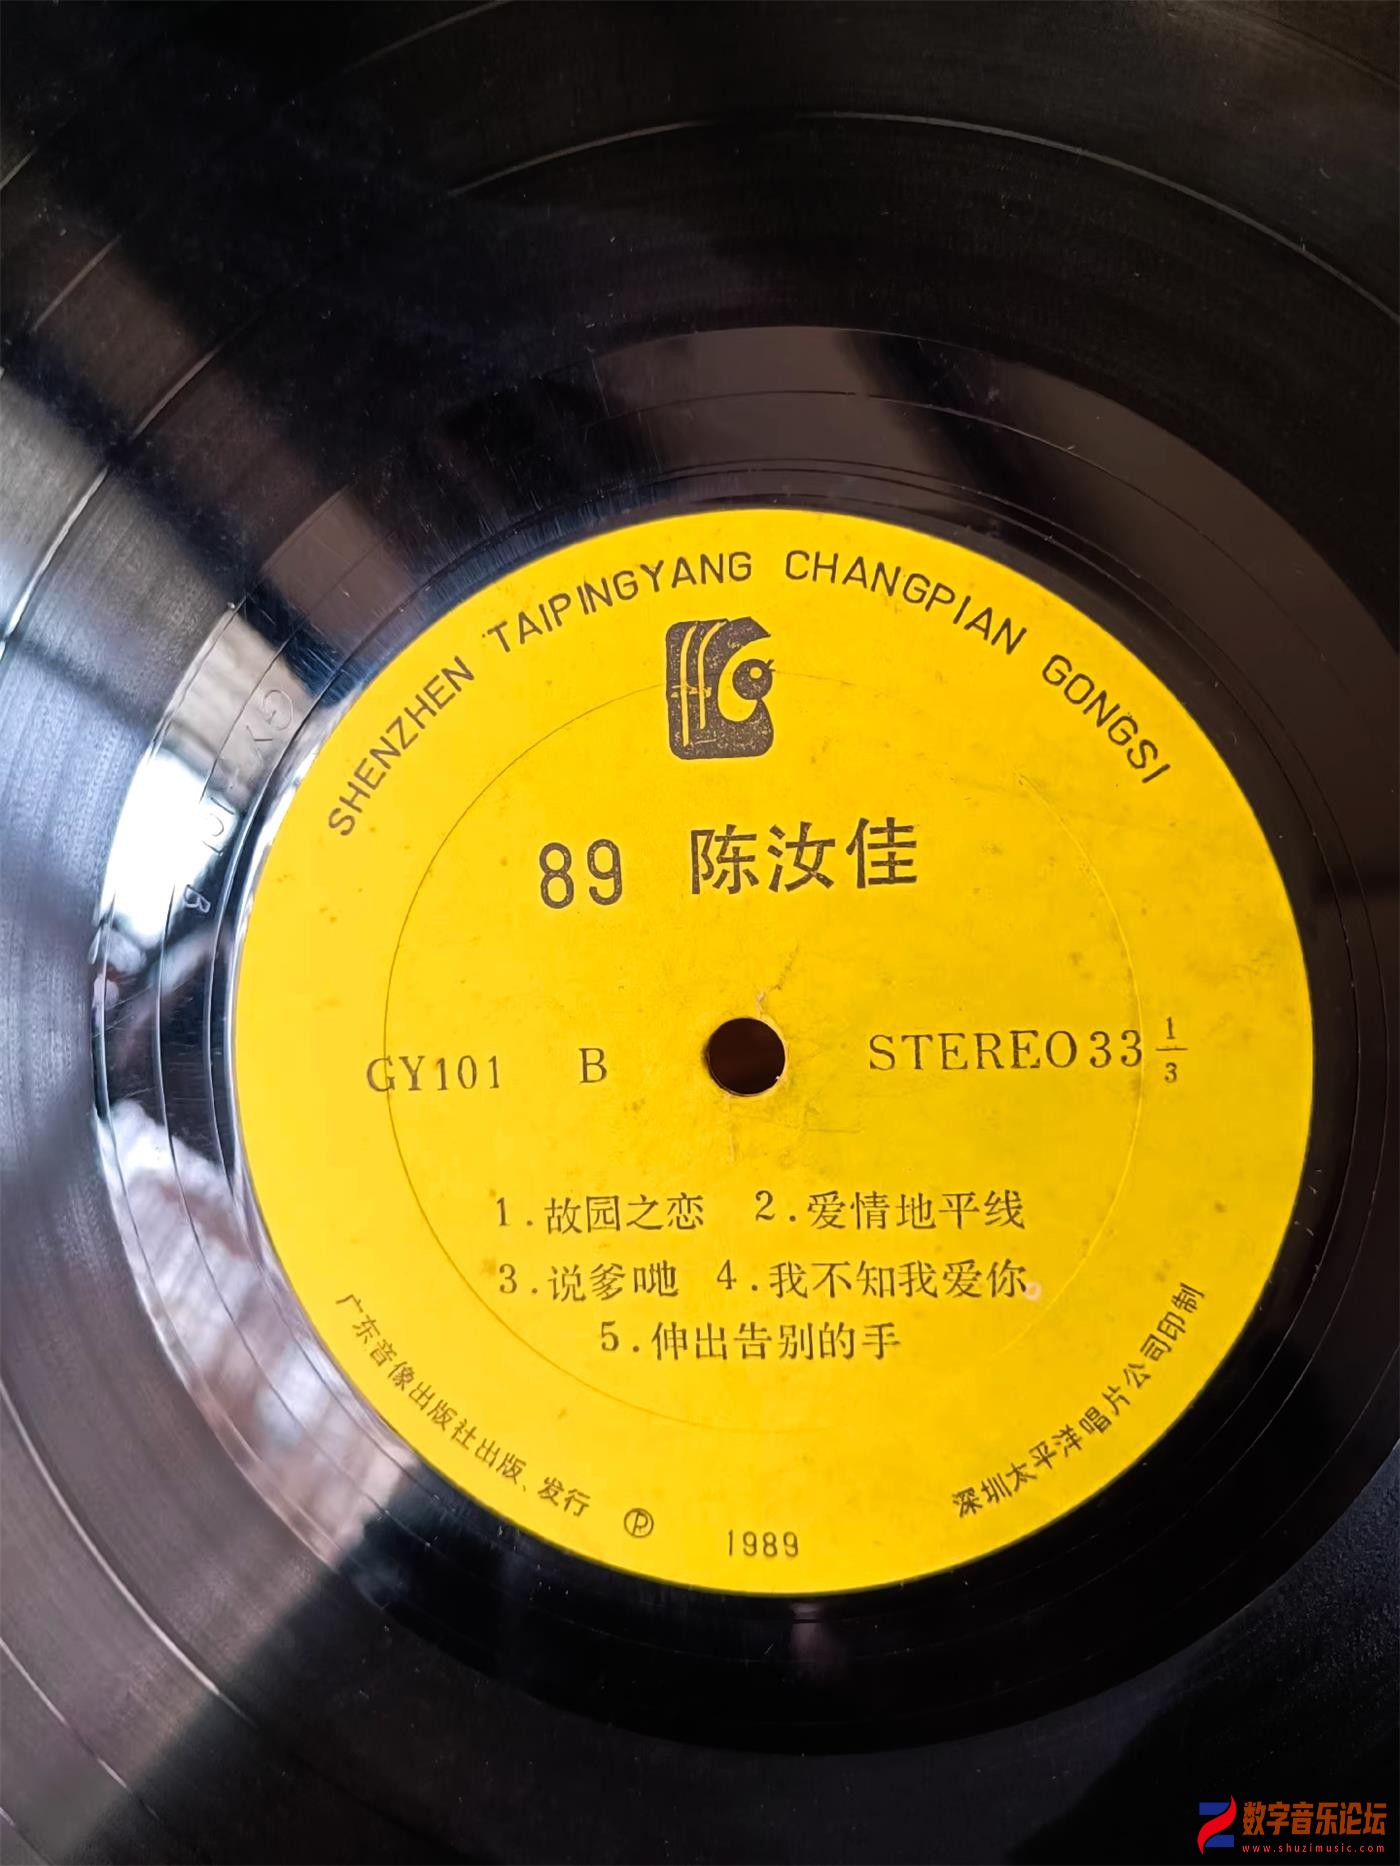 SHENZHEN TAIPINGYANG CHANGPIAN GONGSI
89 陈汝佳
GY101 B STEREO 33 1/3
1.故园之恋 2.爱情地平线
3.说爹哋 4.我不知我爱你
5.伸出告别的手
广东音像出版社出版、发行 Ⓟ 1989 深圳太平洋唱片公司印制
GY-101 B
数字音乐论坛
www.shuzimusic.com